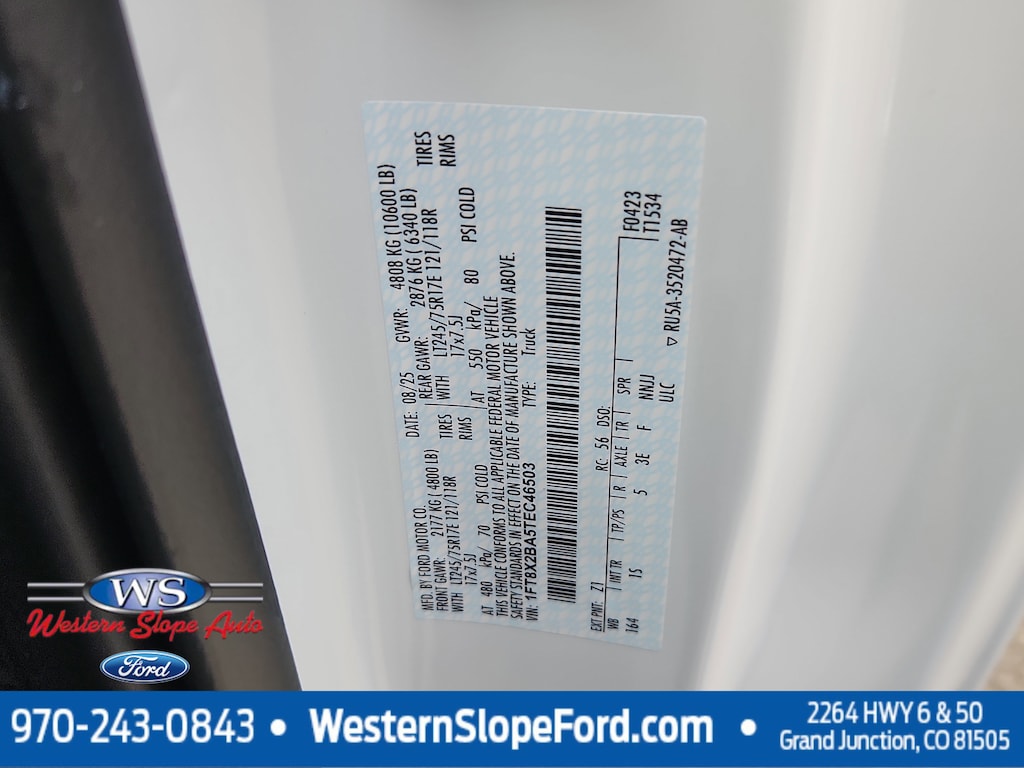 MFD. BY FORD MOTOR CO. DATE: 08/25 GVWR: 4808 KG (10600 LB)
FRONT GAWR: 2177 KG ( 4800 LB) REAR GAWR: 2876 KG ( 6340 LB)
WITH LT245/75R17E 121/118R TIRES WITH LT245/75R17E 121/118R TIRES
17x7.5J RIMS 17x7.5J RIMS
AT 480 kPa/ 70 PSI COLD AT 550 kPa/ 80 PSI COLD
THIS VEHICLE CONFORMS TO ALL APPLICABLE FEDERAL MOTOR VEHICLE
SAFETY STANDARDS IN EFFECT ON THE DATE OF MANUFACTURE SHOWN ABOVE.
VIN: 1FT8X2BA5TEC46503 TYPE: Truck
EXT PNT: Z1 RC: 56 DSO: F0423
WB INT TR TP/PS R AXLE TR SPR T1534
164 1S 5 3E F NNJJ
ULC ▽ RU5A-3520472-AB
WS
Western Slope Auto
Ford
970-243-0843 • WesternSlopeFord.com •
2264 HWY 6 & 50
Grand Junction, CO 81505